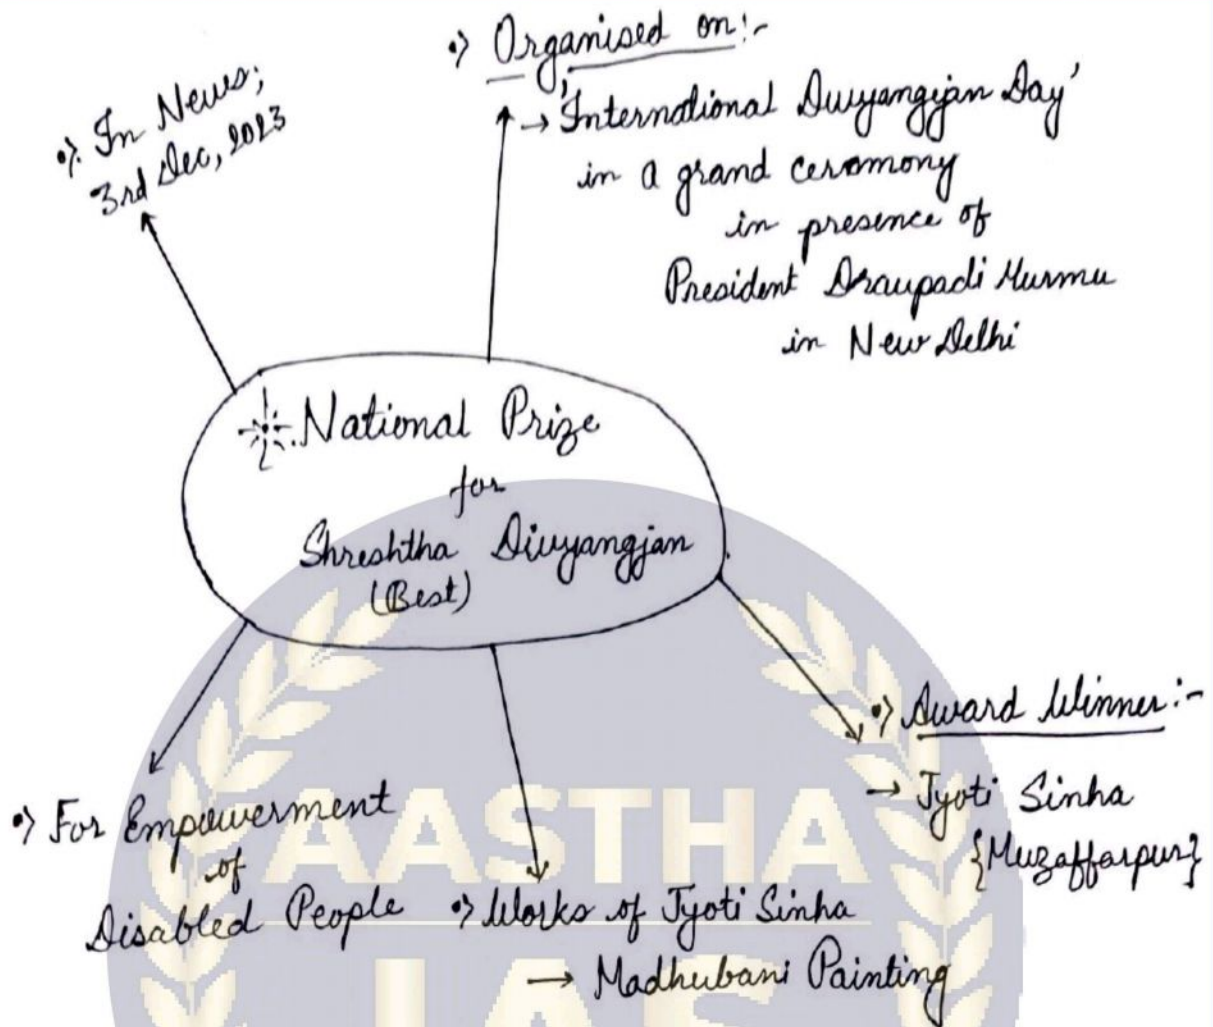 •) In News;
3rd Dec, 2023
•) Organised on:-
→ 'International Divyangjan Day'
in a grand ceremony
in presence of
President Draupadi Murmu
in New Delhi
National Prize
for
Shreshtha Divyangjan
(Best)
•) Award Winner:-
→ Jyoti Sinha
{Muzaffarpur}
•) For Empowerment
of
Disabled People
•) Works of Jyoti Sinha
→ Madhubani Painting
AASTHA
IAS